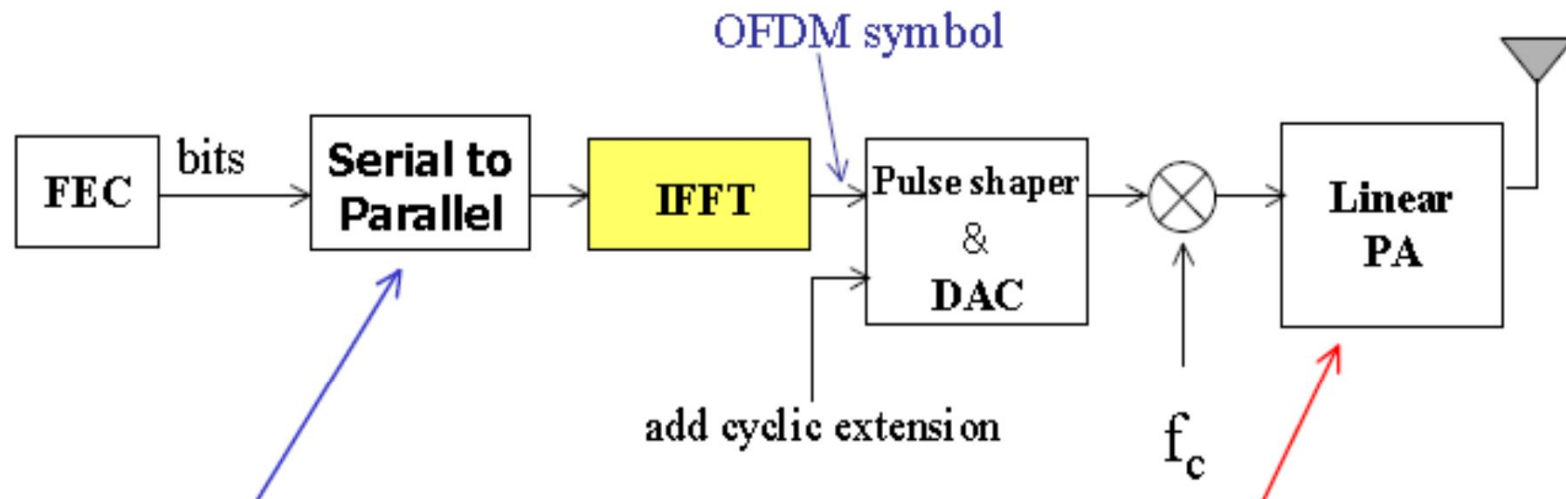 OFDM symbol
FEC
bits
Serial to
Parallel
IFFT
Pulse shaper
&
DAC
Linear
PA
add cyclic extension
fc